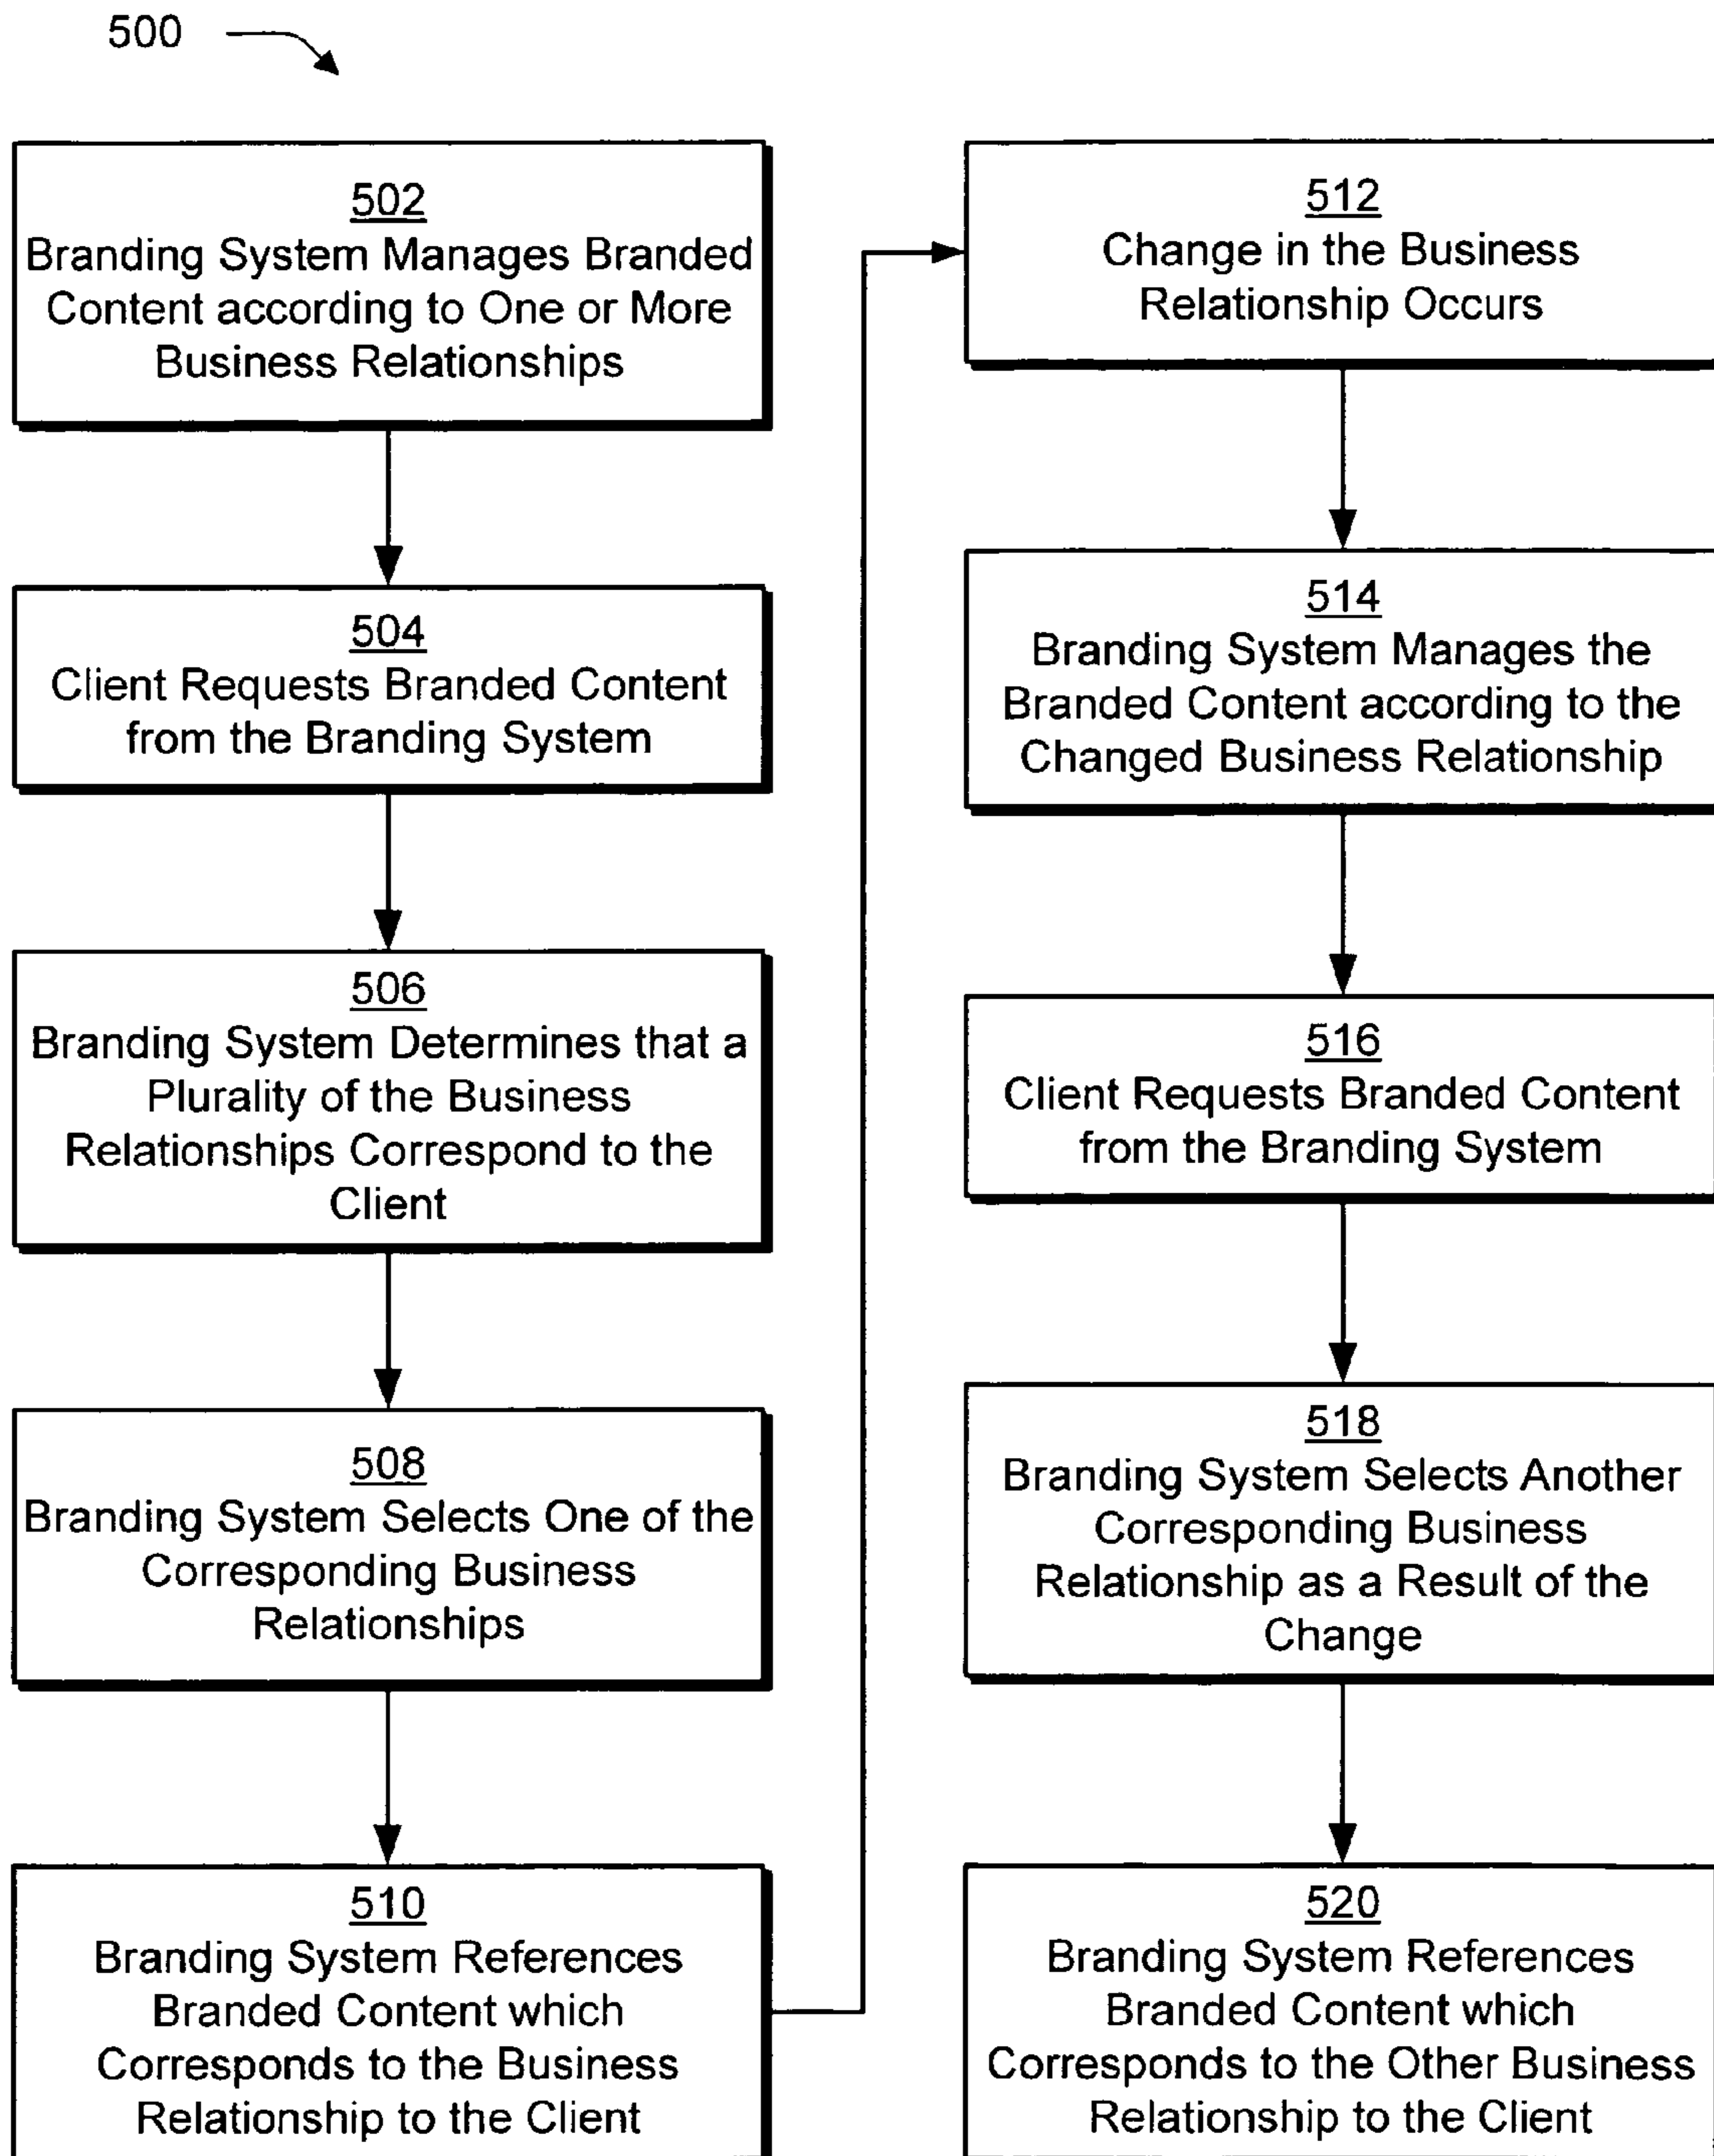 500
502
Branding System Manages Branded
Content according to One or More
Business Relationships
504
Client Requests Branded Content
from the Branding System
506
Branding System Determines that a
Plurality of the Business
Relationships Correspond to the
Client
508
Branding System Selects One of the
Corresponding Business
Relationships
510
Branding System References
Branded Content which
Corresponds to the Business
Relationship to the Client
512
Change in the Business
Relationship Occurs
514
Branding System Manages the
Branded Content according to the
Changed Business Relationship
516
Client Requests Branded Content
from the Branding System
518
Branding System Selects Another
Corresponding Business
Relationship as a Result of the
Change
520
Branding System References
Branded Content which
Corresponds to the Other Business
Relationship to the Client